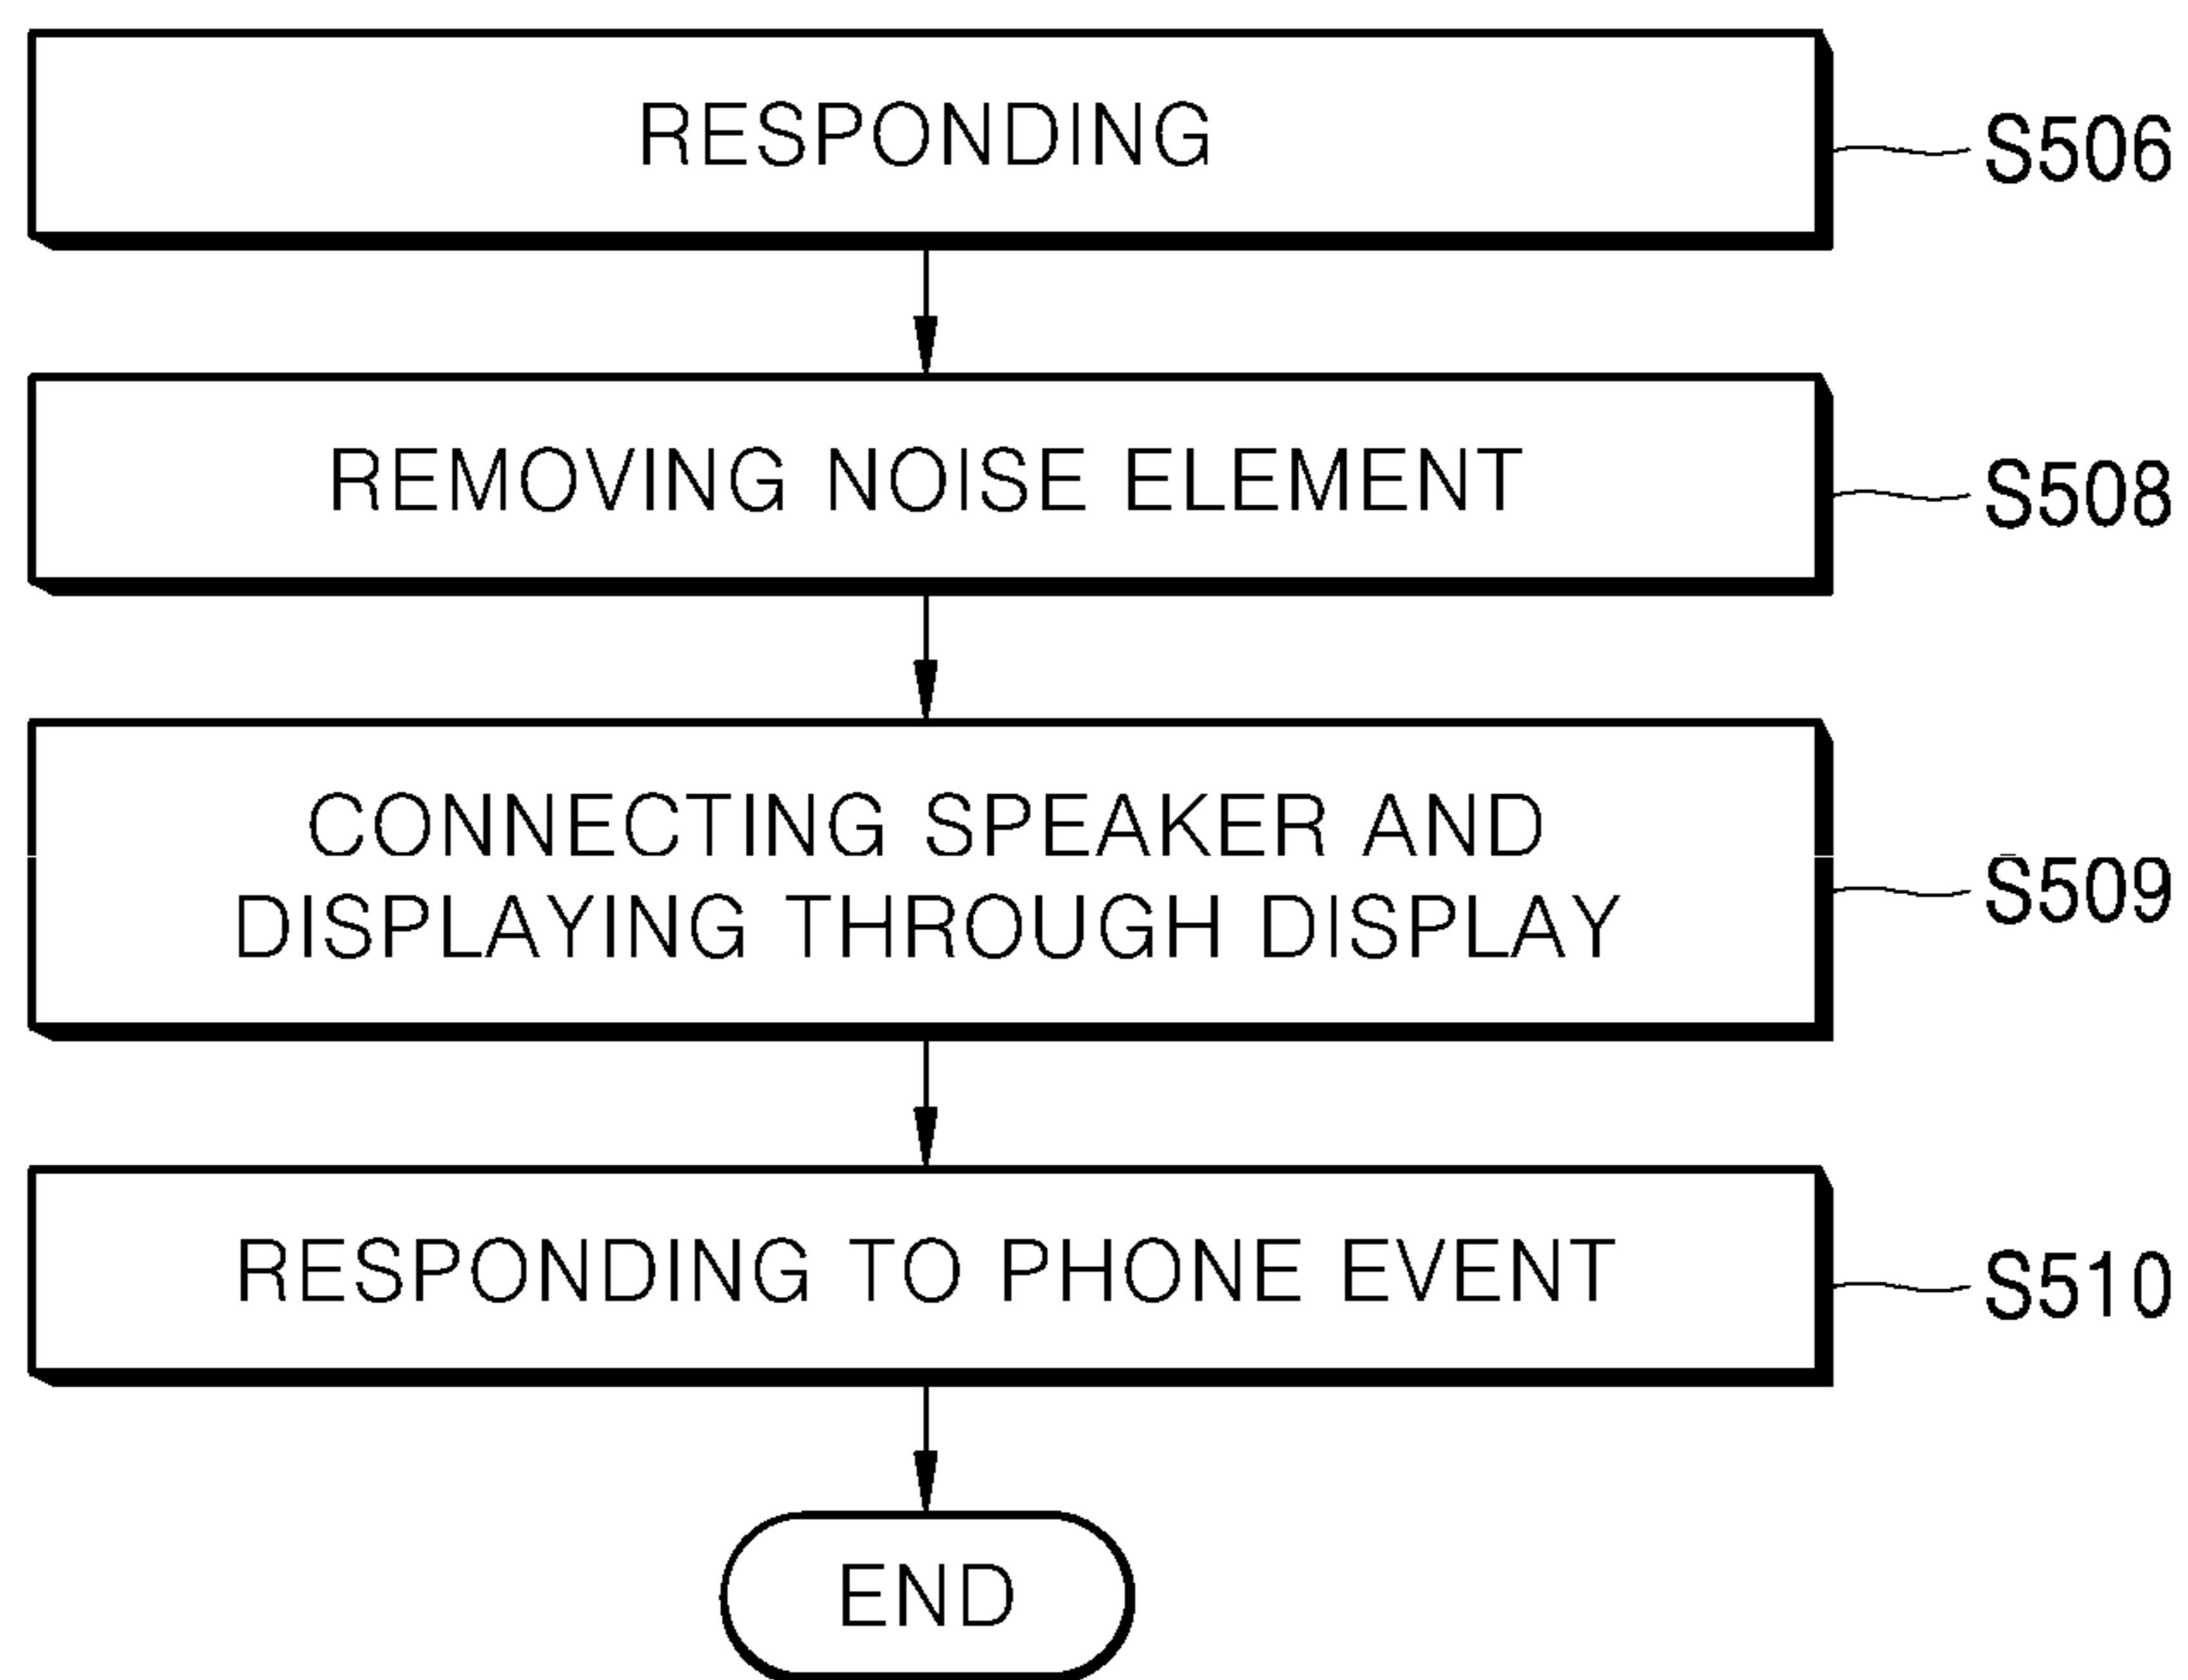 RESPONDING
S506
REMOVING NOISE ELEMENT
S508
CONNECTING SPEAKER AND
DISPLAYING THROUGH DISPLAY
S509
RESPONDING TO PHONE EVENT
S510
END